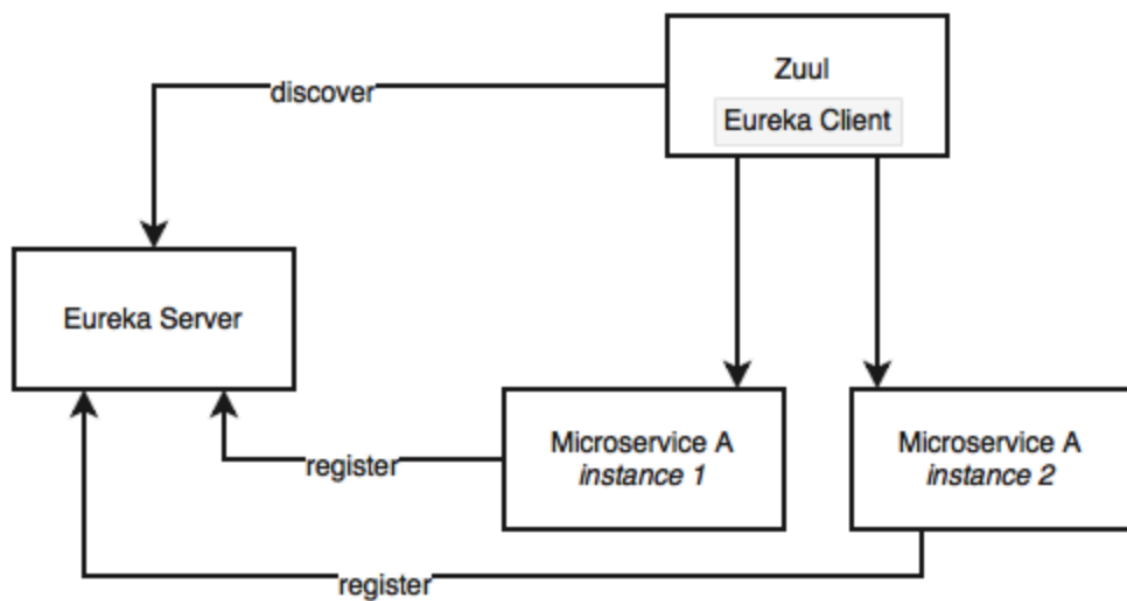 Zuul
Eureka Client
discover
Eureka Server
Microservice A
instance 1
Microservice A
instance 2
register
register